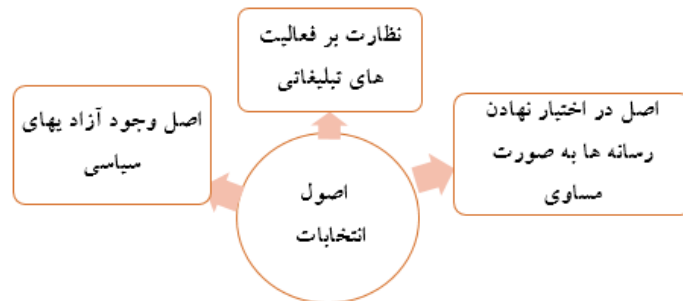 نظارت بر فعالیت
های تبلیغاتی
اصل در اختیار نهادن
رسانه ها به صورت
مساوی
اصل وجود آزاد یهای
سیاسی
اصول
انتخابات